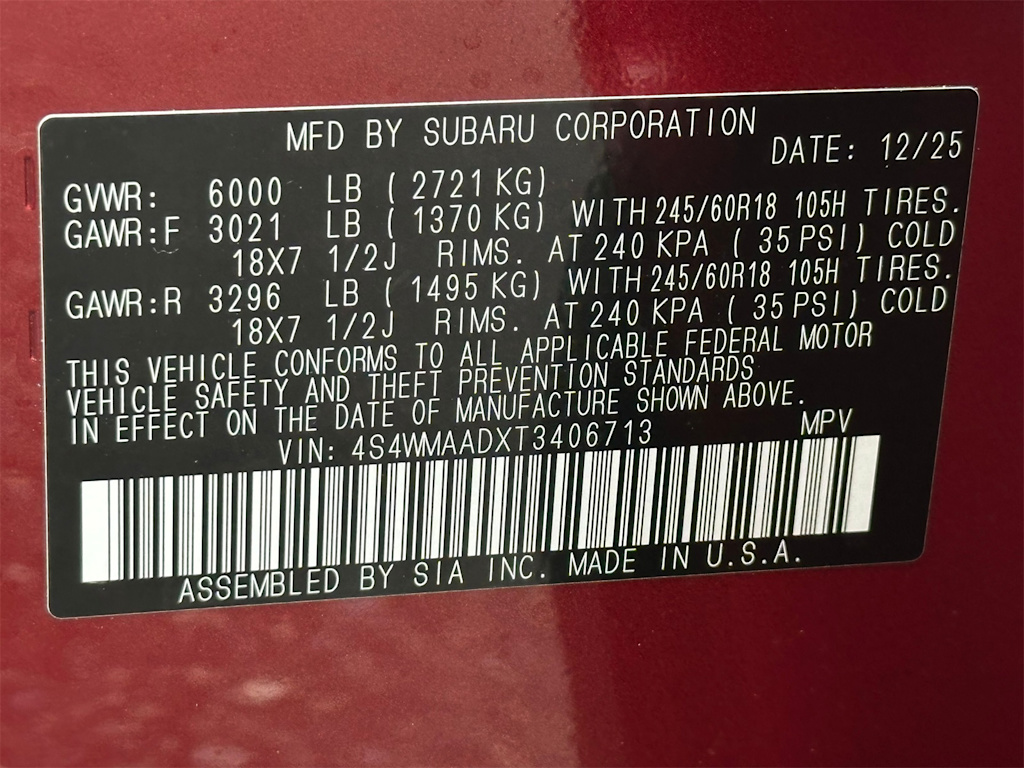 MFD BY SUBARU CORPORATION
DATE: 12/25
GVWR: 6000 LB ( 2721 KG)
GAWR:F 3021 LB ( 1370 KG) WITH 245/60R18 105H TIRES.
18X7 1/2J RIMS. AT 240 KPA ( 35 PSI) COLD
GAWR:R 3296 LB ( 1495 KG) WITH 245/60R18 105H TIRES.
18X7 1/2J RIMS. AT 240 KPA ( 35 PSI) COLD
THIS VEHICLE CONFORMS TO ALL APPLICABLE FEDERAL MOTOR
VEHICLE SAFETY AND THEFT PREVENTION STANDARDS
IN EFFECT ON THE DATE OF MANUFACTURE SHOWN ABOVE.
VIN: 4S4WMAADXT3406713 MPV
ASSEMBLED BY SIA INC. MADE IN U.S.A.